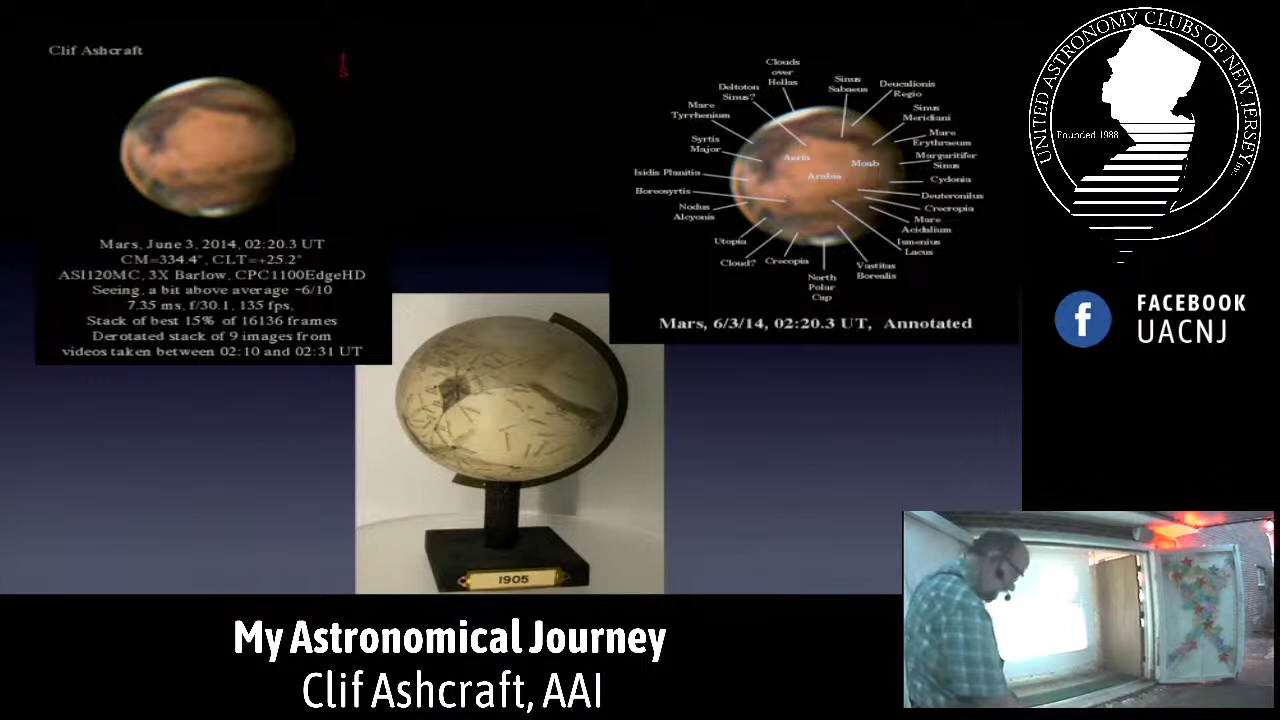 Clif Ashcraft
Mars, June 3, 2014, 02:20.3 UT
CM=334.4°, CLT=+25.2°
ASI120MC, 3X Barlow, CPC1100EdgeHD
Seeing, a bit above average ~6/10
7.35 ms, f/30.1, 135 fps,
Stack of best 15% of 16136 frames
Derotated stack of 9 images from
videos taken between 02:10 and 02:31 UT
Clouds
over
Hellas
Deltoton
Sinus?
Mare
Tyrrhenium
Syrtis
Major
Isidis Planitia
Boreosyrtis
Nodus
Alcyonis
Utopia
Cloud?
Crecopia
North
Polar
Cap
Vastitas
Borealis
Ismenius
Lacus
Mare
Acidalium
Crecropia
Deuteronilus
Cydonia
Margaritifer
Sinus
Mare
Erythraeum
Sinus
Meridiani
Deucalionis
Regio
Sinus
Sabaeus
Aeria
Moab
Arabia
Mars, 6/3/14, 02:20.3 UT, Annotated
1905
UNITED ASTRONOMY CLUBS OF NEW JERSEY, INC.
Founded 1988
FACEBOOK
UACNJ
My Astronomical Journey
Clif Ashcraft, AAI